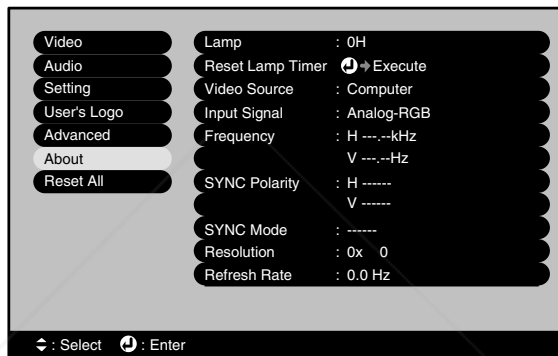 Video
Audio
Setting
User's Logo
Advanced
About
Reset All
Lamp : 0H
Reset Lamp Timer Execute
Video Source : Computer
Input Signal : Analog-RGB
Frequency : H ---.--kHz
V ---.--Hz
SYNC Polarity : H ------
V ------
SYNC Mode : ------
Resolution : 0x 0
Refresh Rate : 0.0 Hz
: Select : Enter